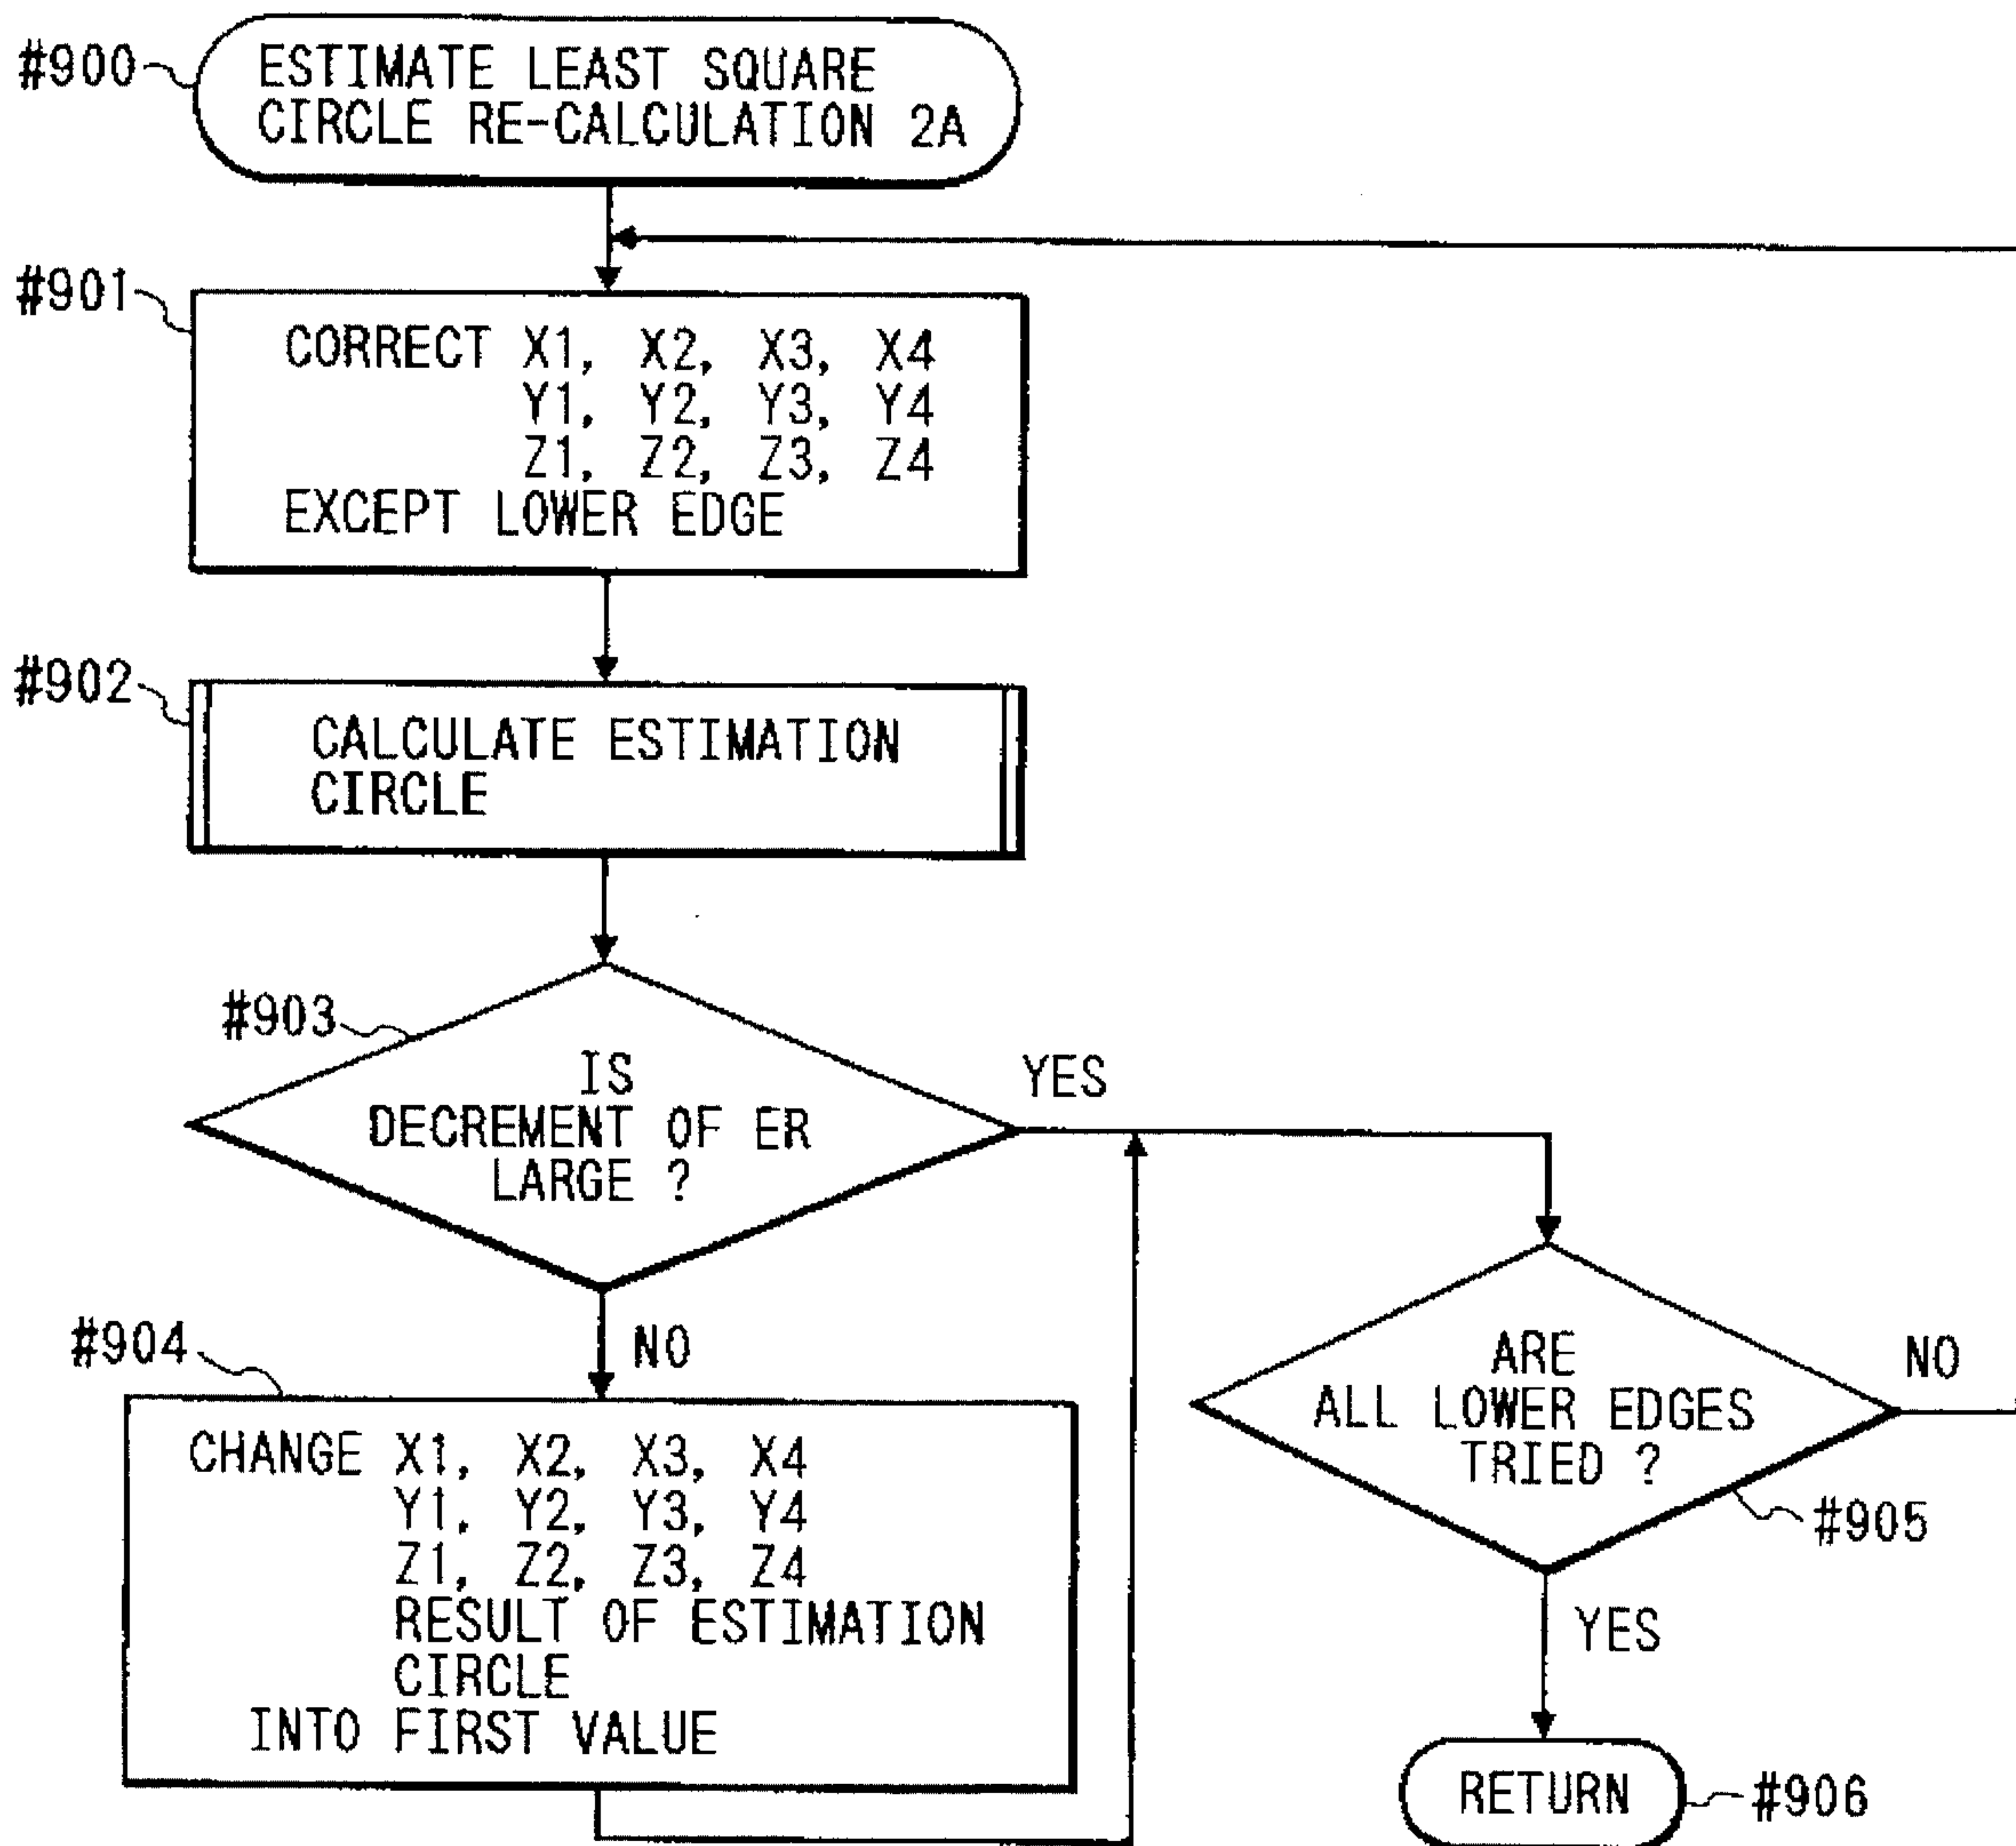 #900
ESTIMATE LEAST SQUARE
CIRCLE RE-CALCULATION 2A
#901
CORRECT X1, X2, X3, X4
Y1, Y2, Y3, Y4
Z1, Z2, Z3, Z4
EXCEPT LOWER EDGE
#902
CALCULATE ESTIMATION
CIRCLE
#903
IS
DECREMENT OF ER
LARGE ?
YES
NO
#904
CHANGE X1, X2, X3, X4
Y1, Y2, Y3, Y4
Z1, Z2, Z3, Z4
RESULT OF ESTIMATION
CIRCLE
INTO FIRST VALUE
ARE
ALL LOWER EDGES
TRIED ?
NO
#905
YES
RETURN
#906